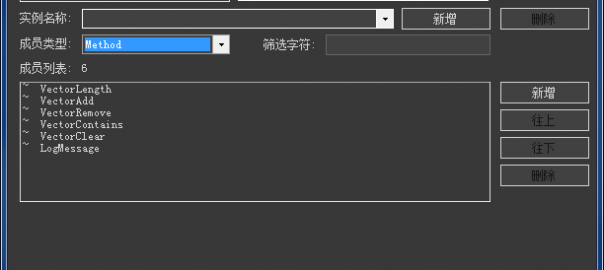 实例名称: 新增 删除
成员类型: Method 筛选字符:
成员列表: 6
~ VectorLength
~ VectorAdd
~ VectorRemove
~ VectorContains
~ VectorClear
~ LogMessage
新增
往上
往下
删除